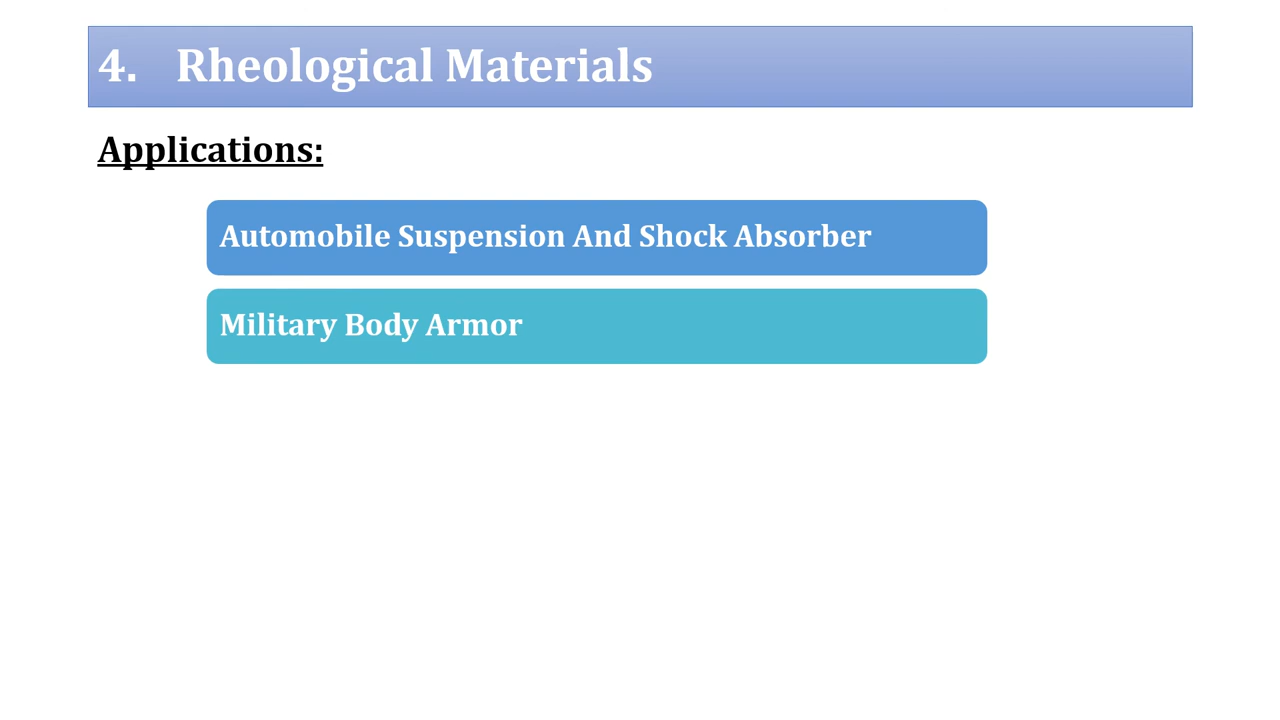 4. Rheological Materials
Applications:
Automobile Suspension And Shock Absorber
Military Body Armor